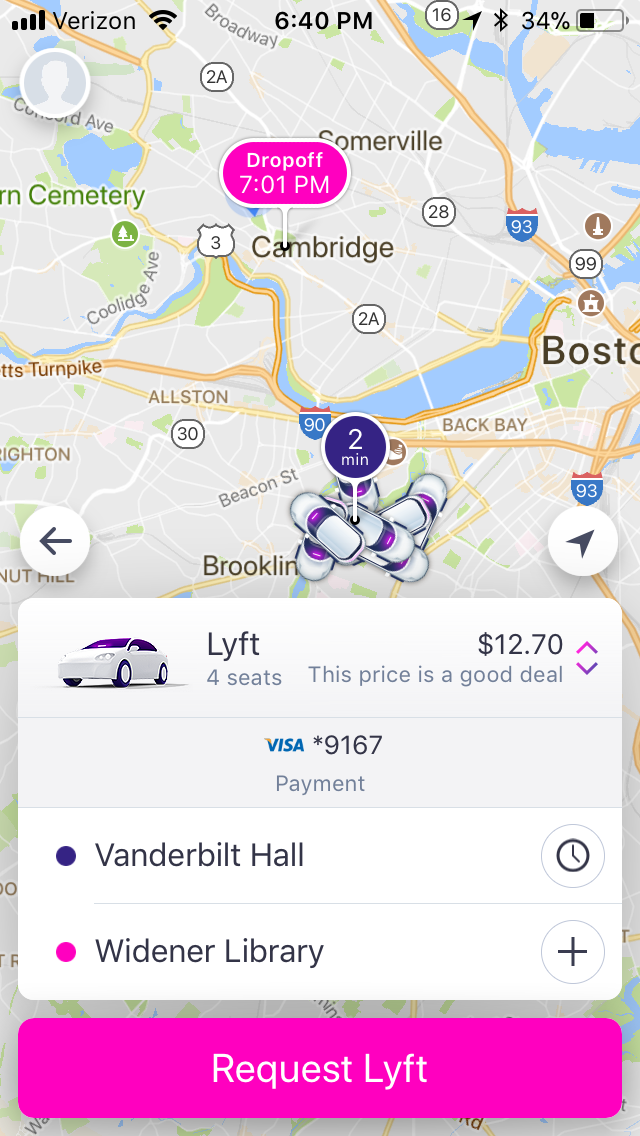 Verizon 6:40 PM 34%
16
Broadway
2A
Concord Ave
Somerville
Dropoff
7:01 PM
rn Cemetery
28
93
3
Cambridge
99
Coolidge Ave
2A
Bosto
tts Turnpike
ALLSTON
90
BACK BAY
30
2
min
IGHTON
Beacon St
93
Brooklin
NUT HILL
Lyft
$12.70
4 seats
This price is a good deal
VISA *9167
Payment
Vanderbilt Hall
Widener Library
Request Lyft
Rd